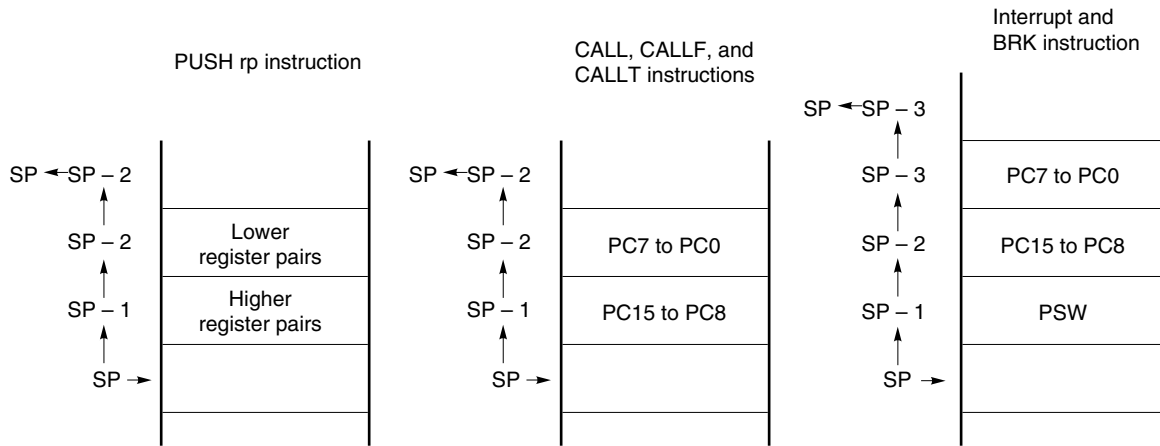 PUSH rp instruction
SP
SP – 2
SP – 2
Lower
register pairs
SP – 1
Higher
register pairs
SP
CALL, CALLF, and
CALLT instructions
SP
SP – 2
SP – 2
PC7 to PC0
SP – 1
PC15 to PC8
SP
Interrupt and
BRK instruction
SP
SP – 3
SP – 3
PC7 to PC0
SP – 2
PC15 to PC8
SP – 1
PSW
SP